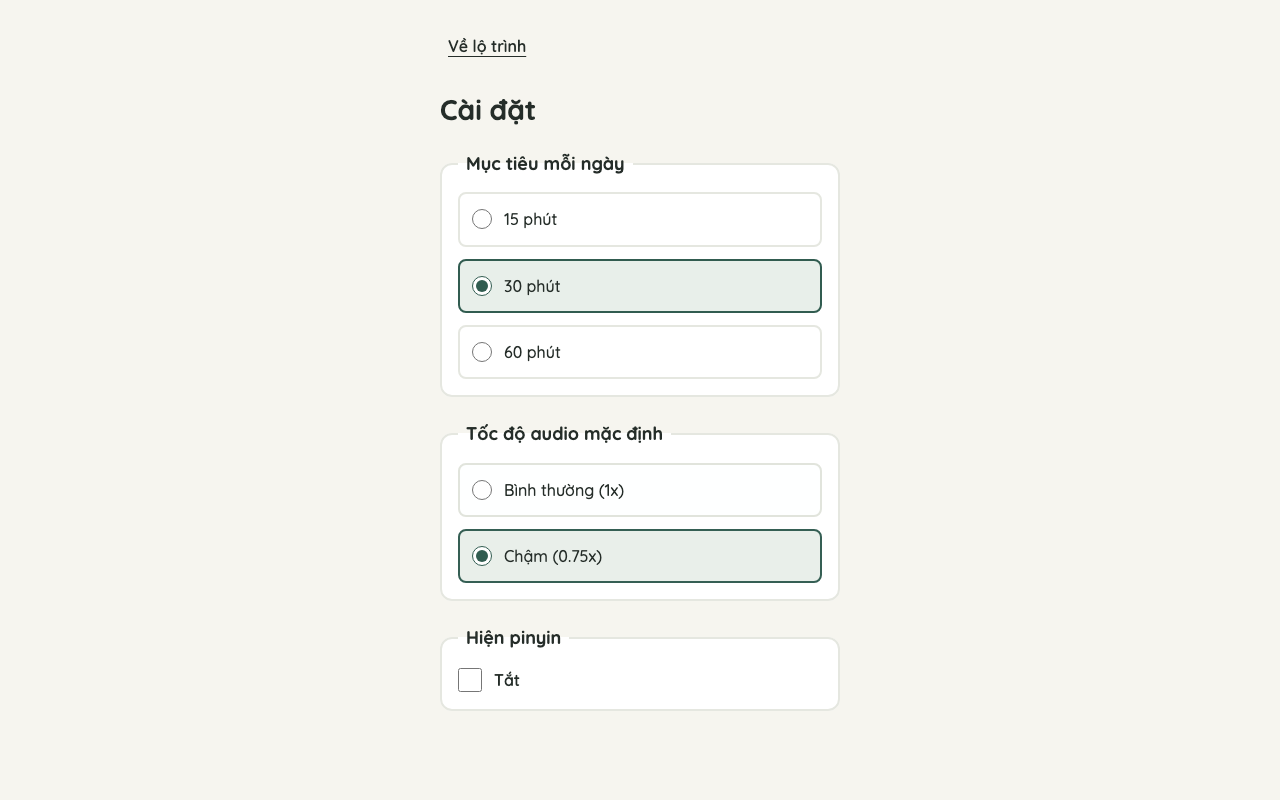 Về lộ trình
Cài đặt
Mục tiêu mỗi ngày
15 phút
30 phút
60 phút
Tốc độ audio mặc định
Bình thường (1x)
Chậm (0.75x)
Hiện pinyin
Tắt